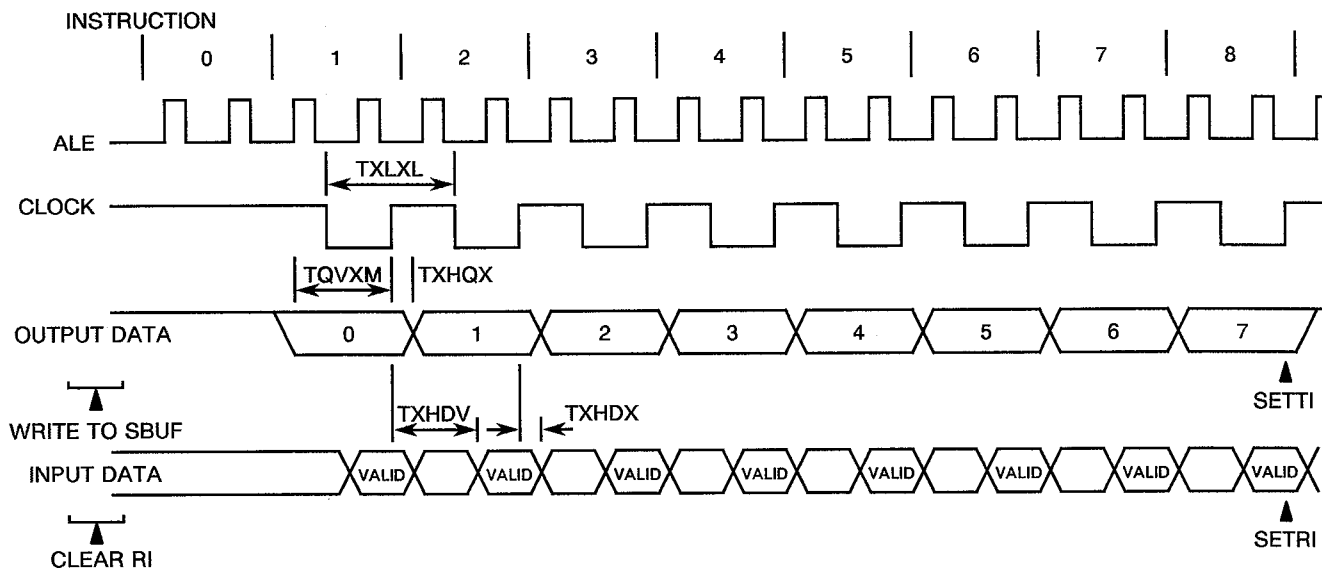 INSTRUCTION
0 1 2 3 4 5 6 7 8
ALE
TXLXL
CLOCK
TQVXM TXHQX
OUTPUT DATA 0 1 2 3 4 5 6 7
TXHDV TXHDX SETTI
WRITE TO SBUF
INPUT DATA VALID VALID VALID VALID VALID VALID VALID VALID
CLEAR RI SETRI